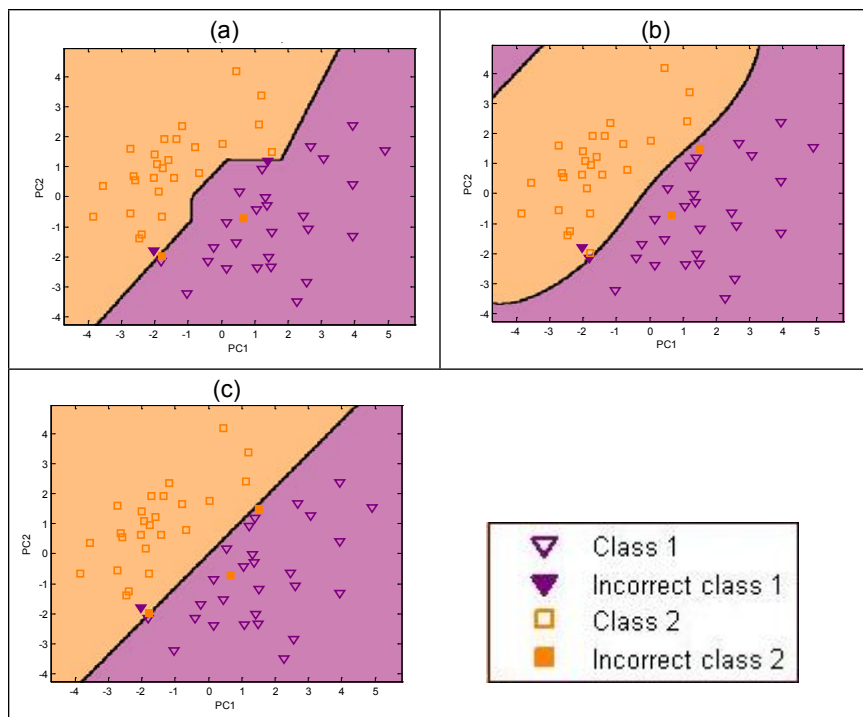 (a)
4
3
2
1
0
-1
-2
-3
-4
PC2
-4 -3 -2 -1 0 1 2 3 4 5
PC1
(b)
4
3
2
1
0
-1
-2
-3
-4
PC2
-4 -3 -2 -1 0 1 2 3 4 5
PC1
(c)
4
3
2
1
0
-1
-2
-3
-4
PC2
-4 -3 -2 -1 0 1 2 3 4 5
PC1
Class 1
Incorrect class 1
Class 2
Incorrect class 2